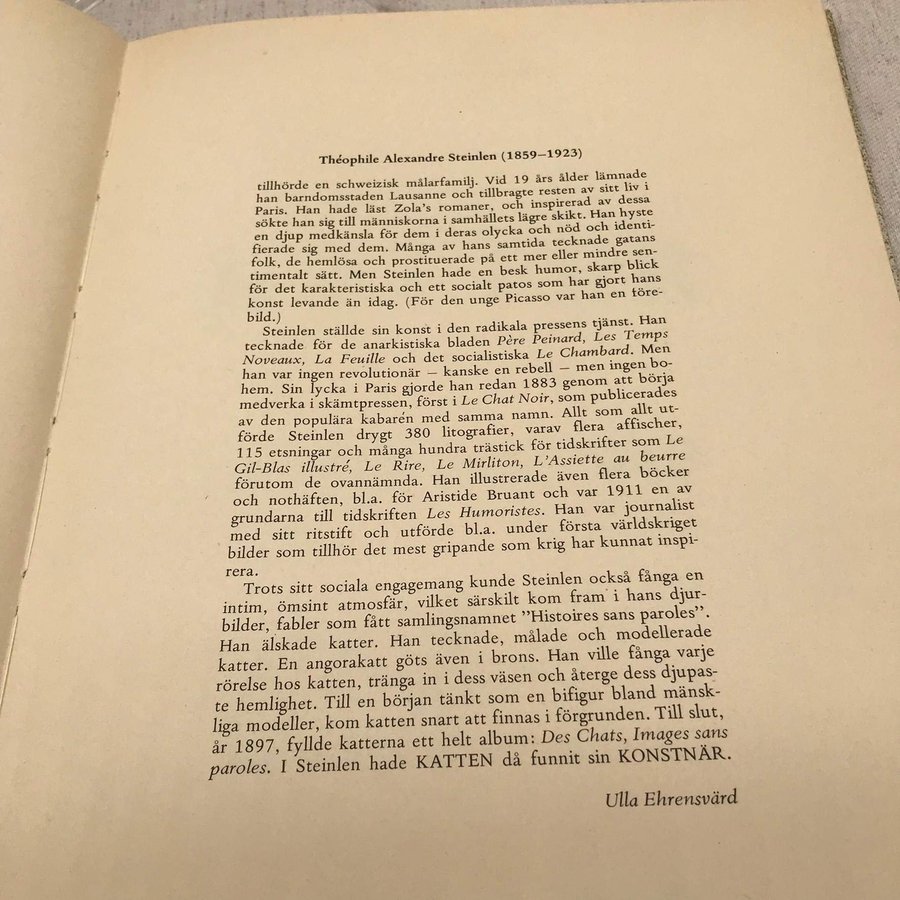 Théophile Alexandre Steinlen (1859–1923)
tillhörde en schweizisk målarfamilj. Vid 19 års ålder lämnade
han barndomsstaden Lausanne och tillbragte resten av sitt liv i
Paris. Han hade läst Zola's romaner, och inspirerad av dessa
sökte han sig till människorna i samhällets lägre skikt. Han hyste
en djup medkänsla för dem i deras olycka och nöd och identi-
fierade sig med dem. Många av hans samtida tecknade gatans
folk, de hemlösa och prostituerade på ett mer eller mindre sen-
timentalt sätt. Men Steinlen hade en besk humor, skarp blick
för det karakteristiska och ett socialt patos som har gjort hans
konst levande än idag. (För den unge Picasso var han en före-
bild.)
Steinlen ställde sin konst i den radikala pressens tjänst. Han
tecknade för de anarkistiska bladen Père Peinard, Les Temps
Noveaux, La Feuille och det socialistiska Le Chambard. Men
han var ingen revolutionär – kanske en rebell – men ingen bo-
hem. Sin lycka i Paris gjorde han redan 1883 genom att börja
medverka i skämtpressen, först i Le Chat Noir, som publicerades
av den populära kabarén med samma namn. Allt som allt ut-
förde Steinlen drygt 380 litografier, varav flera affischer,
115 etsningar och många hundra trästick för tidskrifter som Le
Gil-Blas illustré, Le Rire, Le Mirliton, L'Assiette au beurre
förutom de ovannämnda. Han illustrerade även flera böcker
och nothäften, bl.a. för Aristide Bruant och var 1911 en av
grundarna till tidskriften Les Humoristes. Han var journalist
med sitt ritstift och utförde bl.a. under första världskriget
bilder som tillhör det mest gripande som krig har kunnat inspi-
rera.
Trots sitt sociala engagemang kunde Steinlen också fånga en
intim, ömsint atmosfär, vilket särskilt kom fram i hans djur-
bilder, fabler som fått samlingsnamnet ”Histoires sans paroles”.
Han älskade katter. Han tecknade, målade och modellerade
katter. En angorakatt göts även i brons. Han ville fånga varje
rörelse hos katten, tränga in i dess väsen och återge dess djupas-
te hemlighet. Till en början tänkt som en bifigur bland mänsk-
liga modeller, kom katten snart att finnas i förgrunden. Till slut,
år 1897, fyllde katterna ett helt album: Des Chats, Images sans
paroles. I Steinlen hade KATTEN då funnit sin KONSTNÄR.
Ulla Ehrensvärd